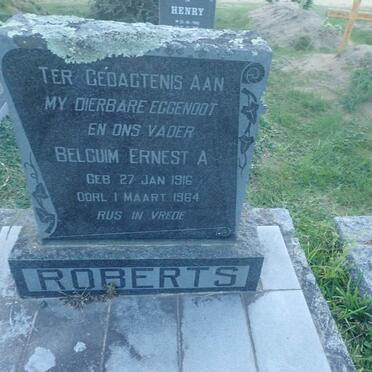 HENRY
TER GEDAGTENIS AAN
MY DIERBARE EGGENOOT
EN ONS VADER
BELGUIM ERNEST A
GEB 27 JAN 1916
OORL 1 MAART 1964
RUS IN VREDE
ROBERTS